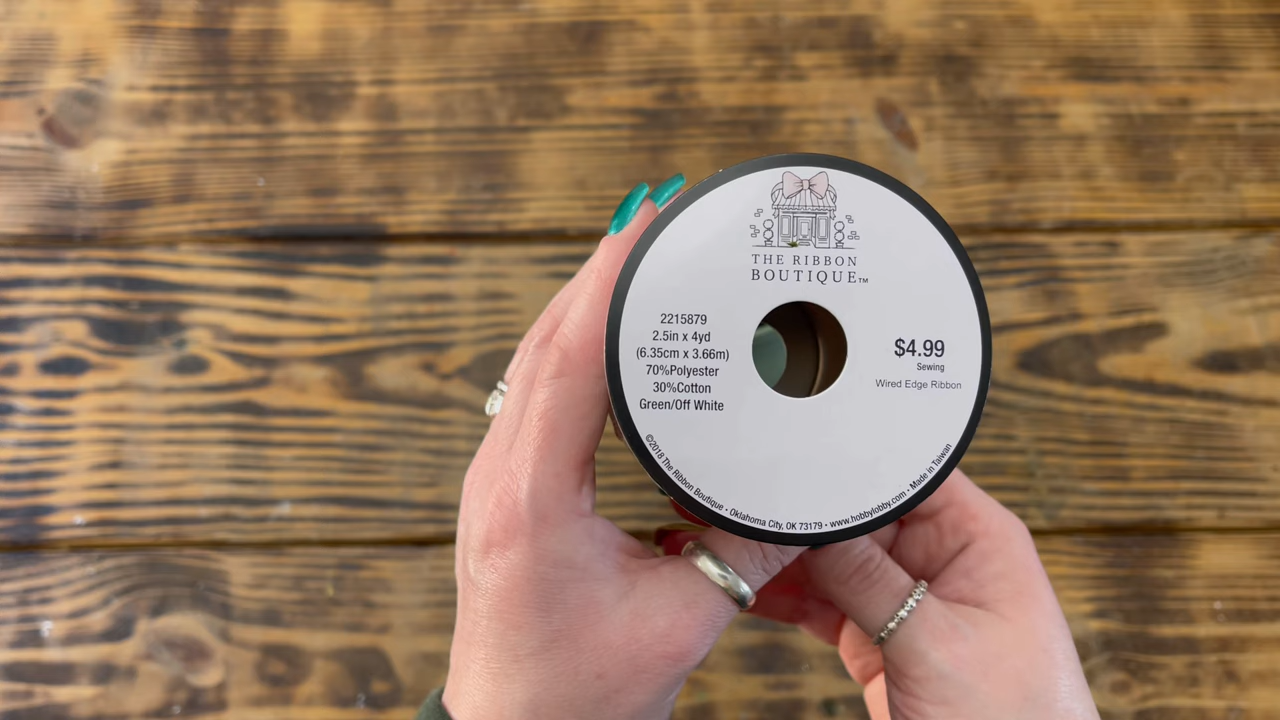 THE RIBBON
BOUTIQUE™
2215879
2.5in x 4yd
(6.35cm x 3.66m)
70%Polyester
30%Cotton
Green/Off White
$4.99
Sewing
Wired Edge Ribbon
©2018 The Ribbon Boutique • Oklahoma City, OK 73179 • www.hobbylobby.com • Made in Taiwan